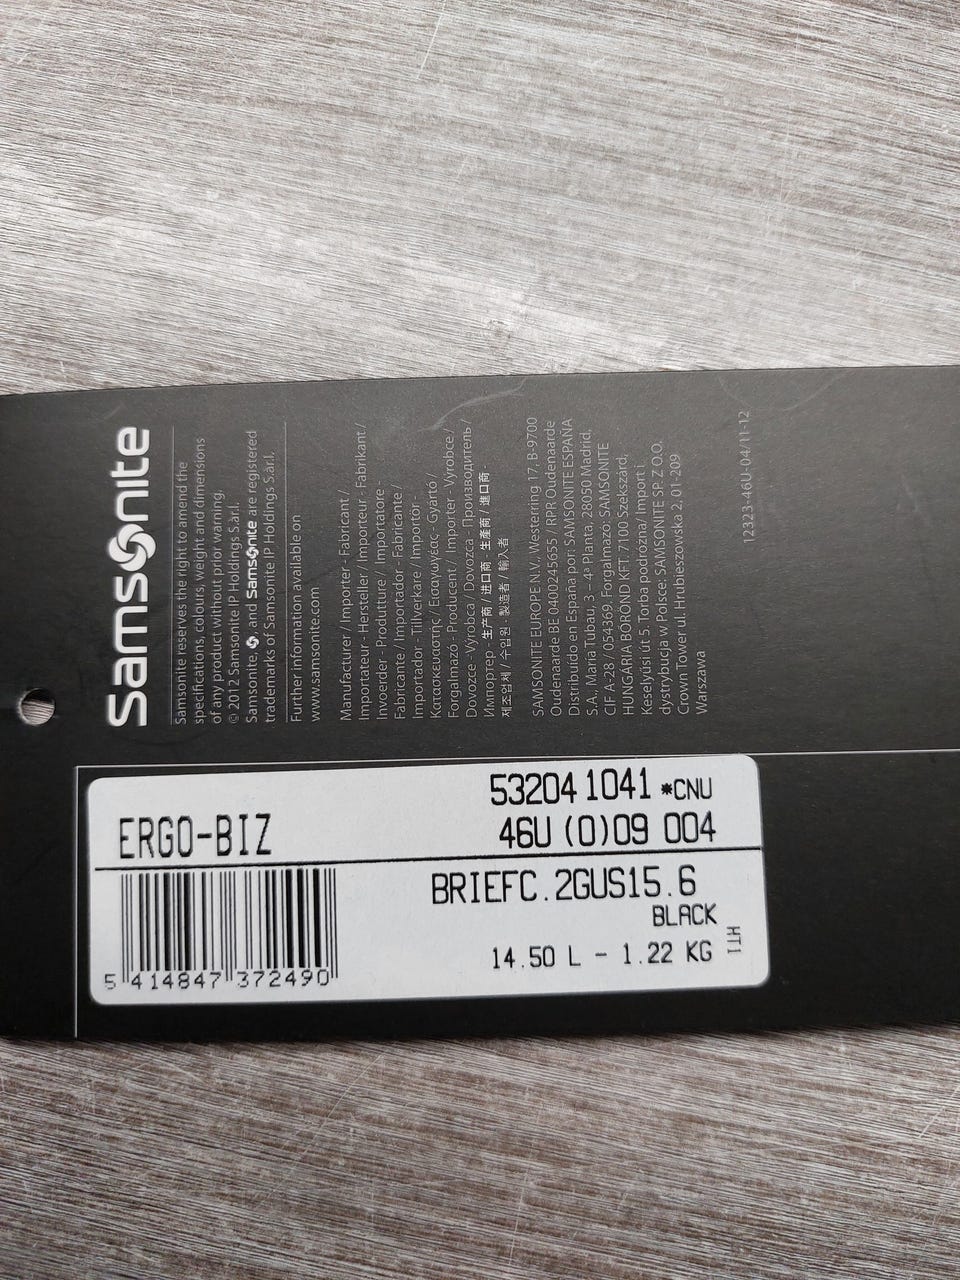 Samsonite
Samsonite reserves the right to amend the
specifications, colours, weight and dimensions
of any product without prior warning.
© 2012 Samsonite IP Holdings S.àr.l.
Samsonite, and Samsonite are registered
trademarks of Samsonite IP Holdings S.àr.l.
Further information available on
www.samsonite.com
Manufacturer / Importer - Fabricant /
Importateur - Hersteller / Importeur - Fabrikant /
Invoerder - Produttore / Importatore -
Fabricante / Importador - Fabricante /
Importador - Tillverkare / Importör -
Κατασκευαστής / Εισαγωγέας - Gyártó /
Forgalmazó - Producent / Importer - Výrobce /
Dovozce - Výrobca / Dovozca - Производитель /
Импортер - 生产商 / 进口商 - 生產商 / 進口商 -
제조업체 / 수입원 - 製造者 / 輸入者
SAMSONITE EUROPE N.V. Westerring 17, B-9700
Oudenaarde BE 0400245655 / RPR Oudenaarde
Distribuido en España por: SAMSONITE ESPAÑA
S.A., María Tubau, 3 – 4ª Planta, 28050 Madrid,
CIF A-28 / 054369. Forgalmazó: SAMSONITE
HUNGÁRIA BŐRÖND KFT. 7100 Szekszárd,
Keselyűsi út 5. Torba podróżna/ Import i
dystrybucja w Polsce: SAMSONITE SP. Z O.O.
Crown Tower ul. Hrubieszowska 2, 01-209
Warszawa
12323-46U-04/11-12
532041041 *CNU
ERGO-BIZ 46U (0)09 004
BRIEFC.2GUS15.6
BLACK
HT1
14.50 L - 1.22 KG
5 414847 372490